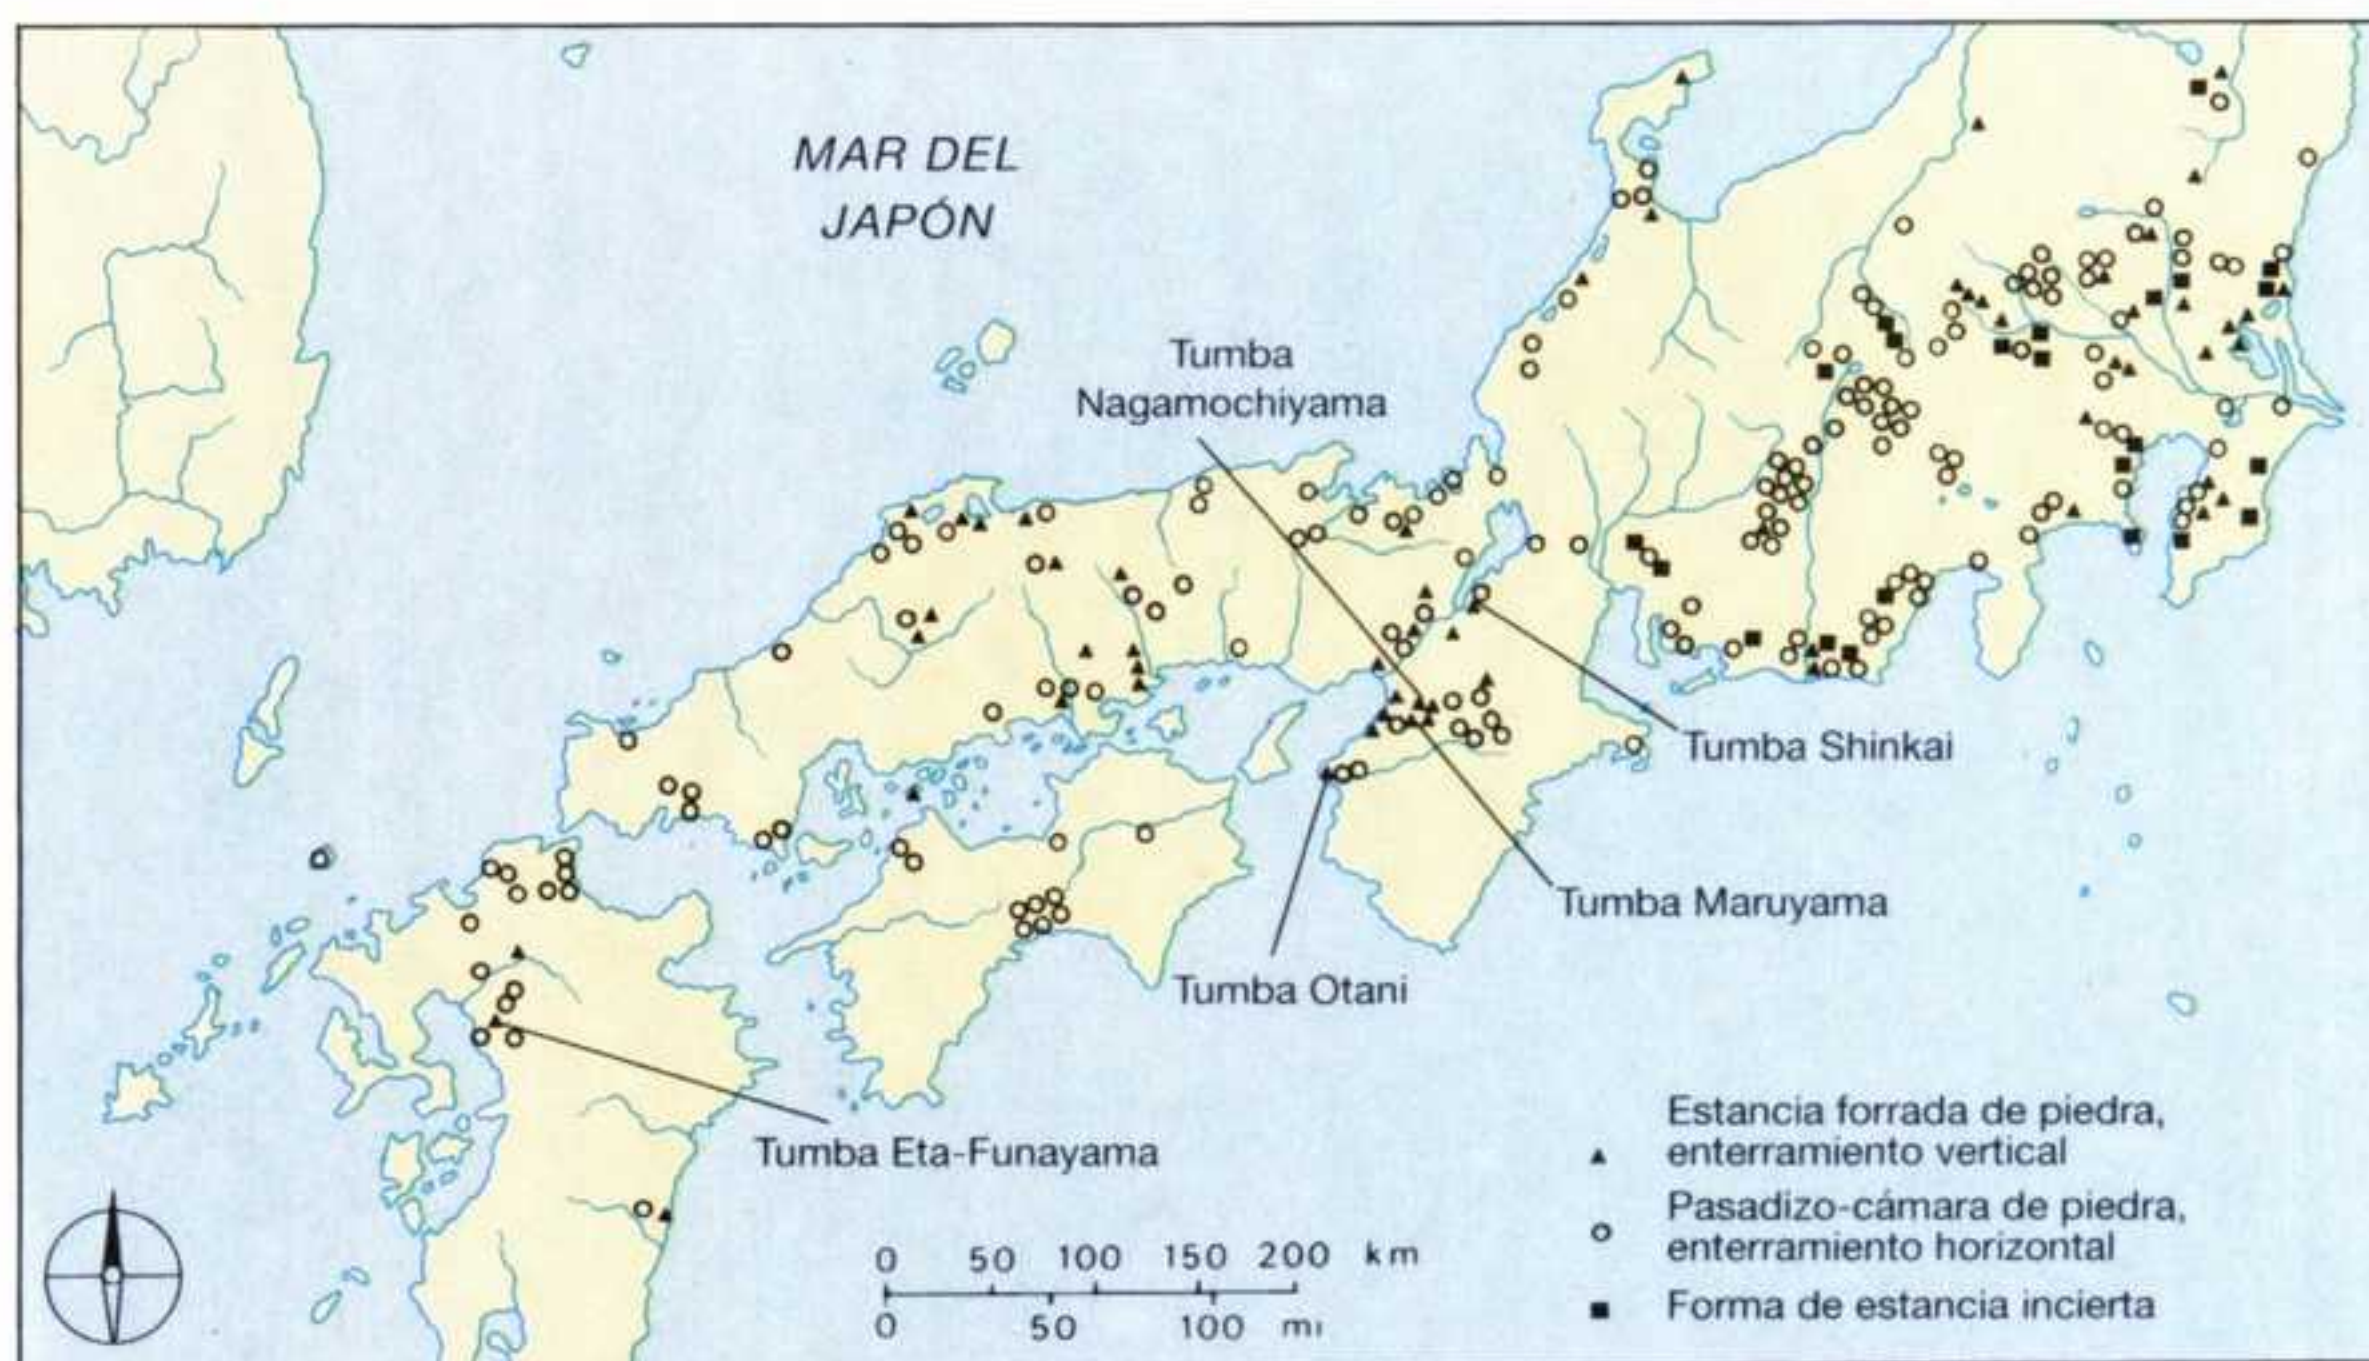 MAR DEL
JAPÓN
Tumba
Nagamochiyama
Tumba Shinkai
Tumba Maruyama
Tumba Otani
Tumba Eta-Funayama
0 50 100 150 200 km
0 50 100 mi
Estancia forrada de piedra,
enterramiento vertical
Pasadizo-cámara de piedra,
enterramiento horizontal
Forma de estancia incierta